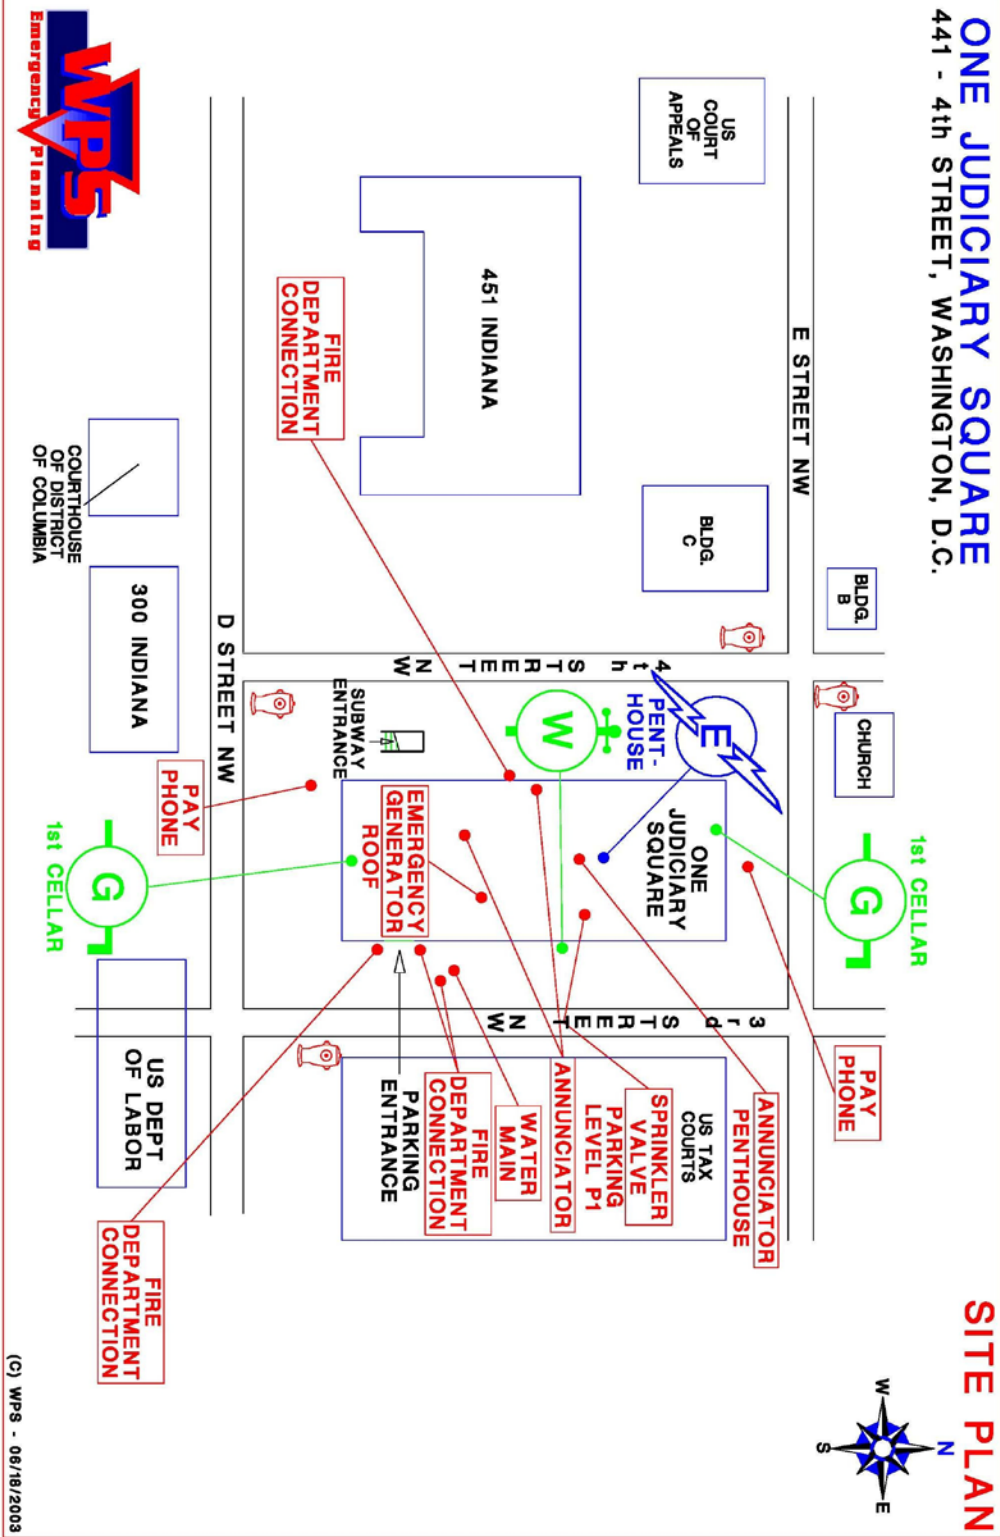 ONE JUDICIARY SQUARE
441 - 4th STREET, WASHINGTON, D.C.
SITE PLAN
N
W
E
S
US
COURT
OF
APPEALS
E STREET NW
BLDG.
B
CHURCH
1st CELLAR
G
PAY
PHONE
451 INDIANA
BLDG.
C
4th STREET NW
E
PENT-
HOUSE
W
ONE
JUDICIARY
SQUARE
3rd STREET NW
ANNUNCIATOR
PENTHOUSE
US TAX
COURTS
SPRINKLER
VALVE
PARKING
LEVEL P1
ANNUNCIATOR
WATER
MAIN
FIRE
DEPARTMENT
CONNECTION
PARKING
ENTRANCE
FIRE
DEPARTMENT
CONNECTION
SUBWAY
ENTRANCE
EMERGENCY
GENERATOR
ROOF
D STREET NW
PAY
PHONE
COURTHOUSE
OF DISTRICT
OF COLUMBIA
300 INDIANA
G
1st CELLAR
US DEPT
OF LABOR
FIRE
DEPARTMENT
CONNECTION
WPS
Emergency Planning
(C) WPS - 06/18/2003